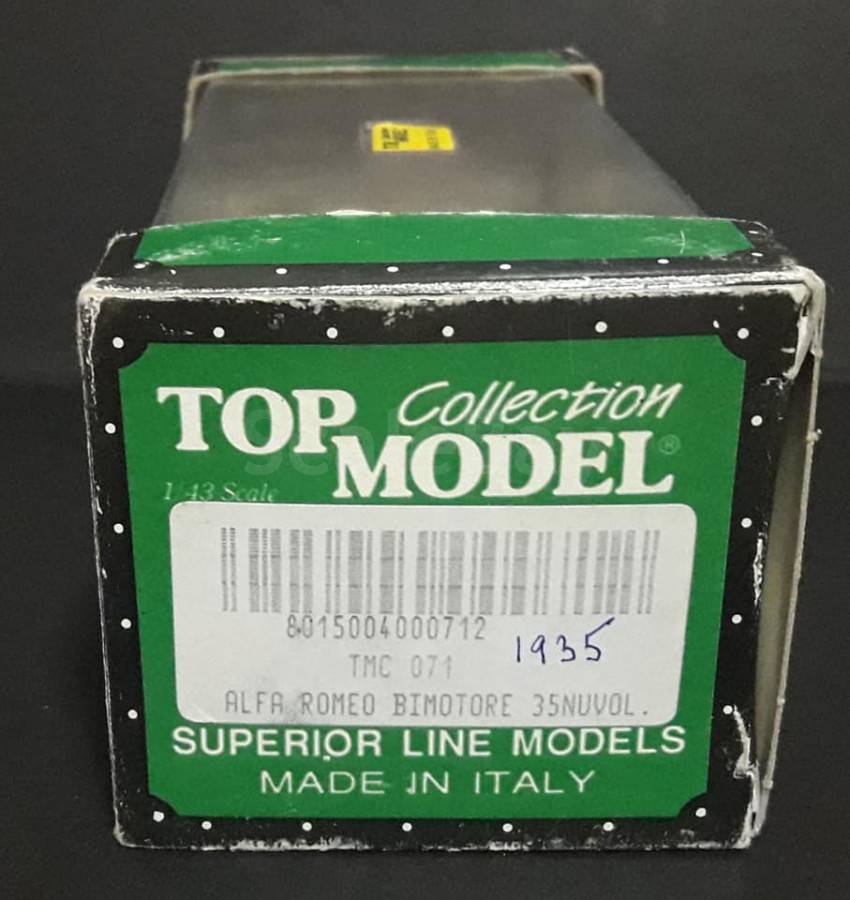 Collection
TOP
MODEL®
1/43 Scale
8015004000712
1935
TMC 071
ALFA ROMEO BIMOTORE 35NUVOL.
SUPERIOR LINE MODELS
MADE IN ITALY